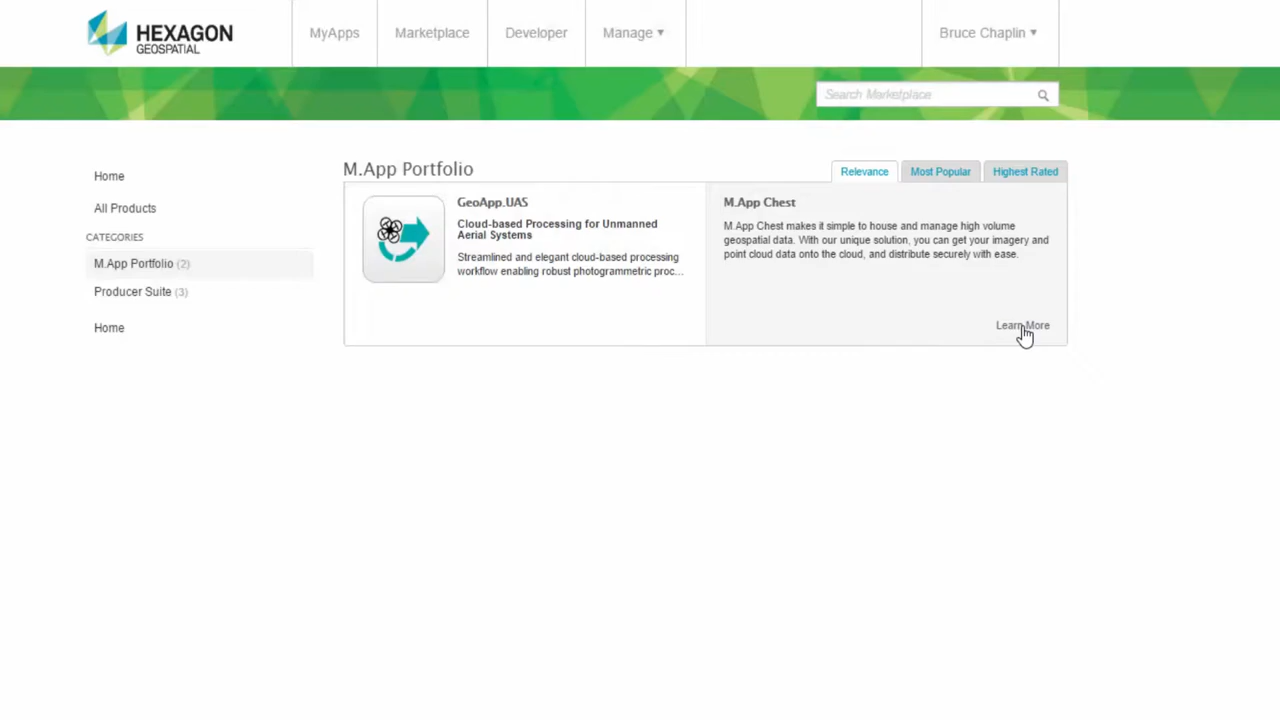 HEXAGON
GEOSPATIAL
MyApps
Marketplace
Developer
Manage ▾
Bruce Chaplin ▾
Search Marketplace
Home
All Products
CATEGORIES
M.App Portfolio (2)
Producer Suite (3)
Home
M.App Portfolio
Relevance
Most Popular
Highest Rated
GeoApp.UAS
Cloud-based Processing for Unmanned
Aerial Systems
Streamlined and elegant cloud-based processing
workflow enabling robust photogrammetric proc...
M.App Chest
M.App Chest makes it simple to house and manage high volume
geospatial data. With our unique solution, you can get your imagery and
point cloud data onto the cloud, and distribute securely with ease.
Learn More